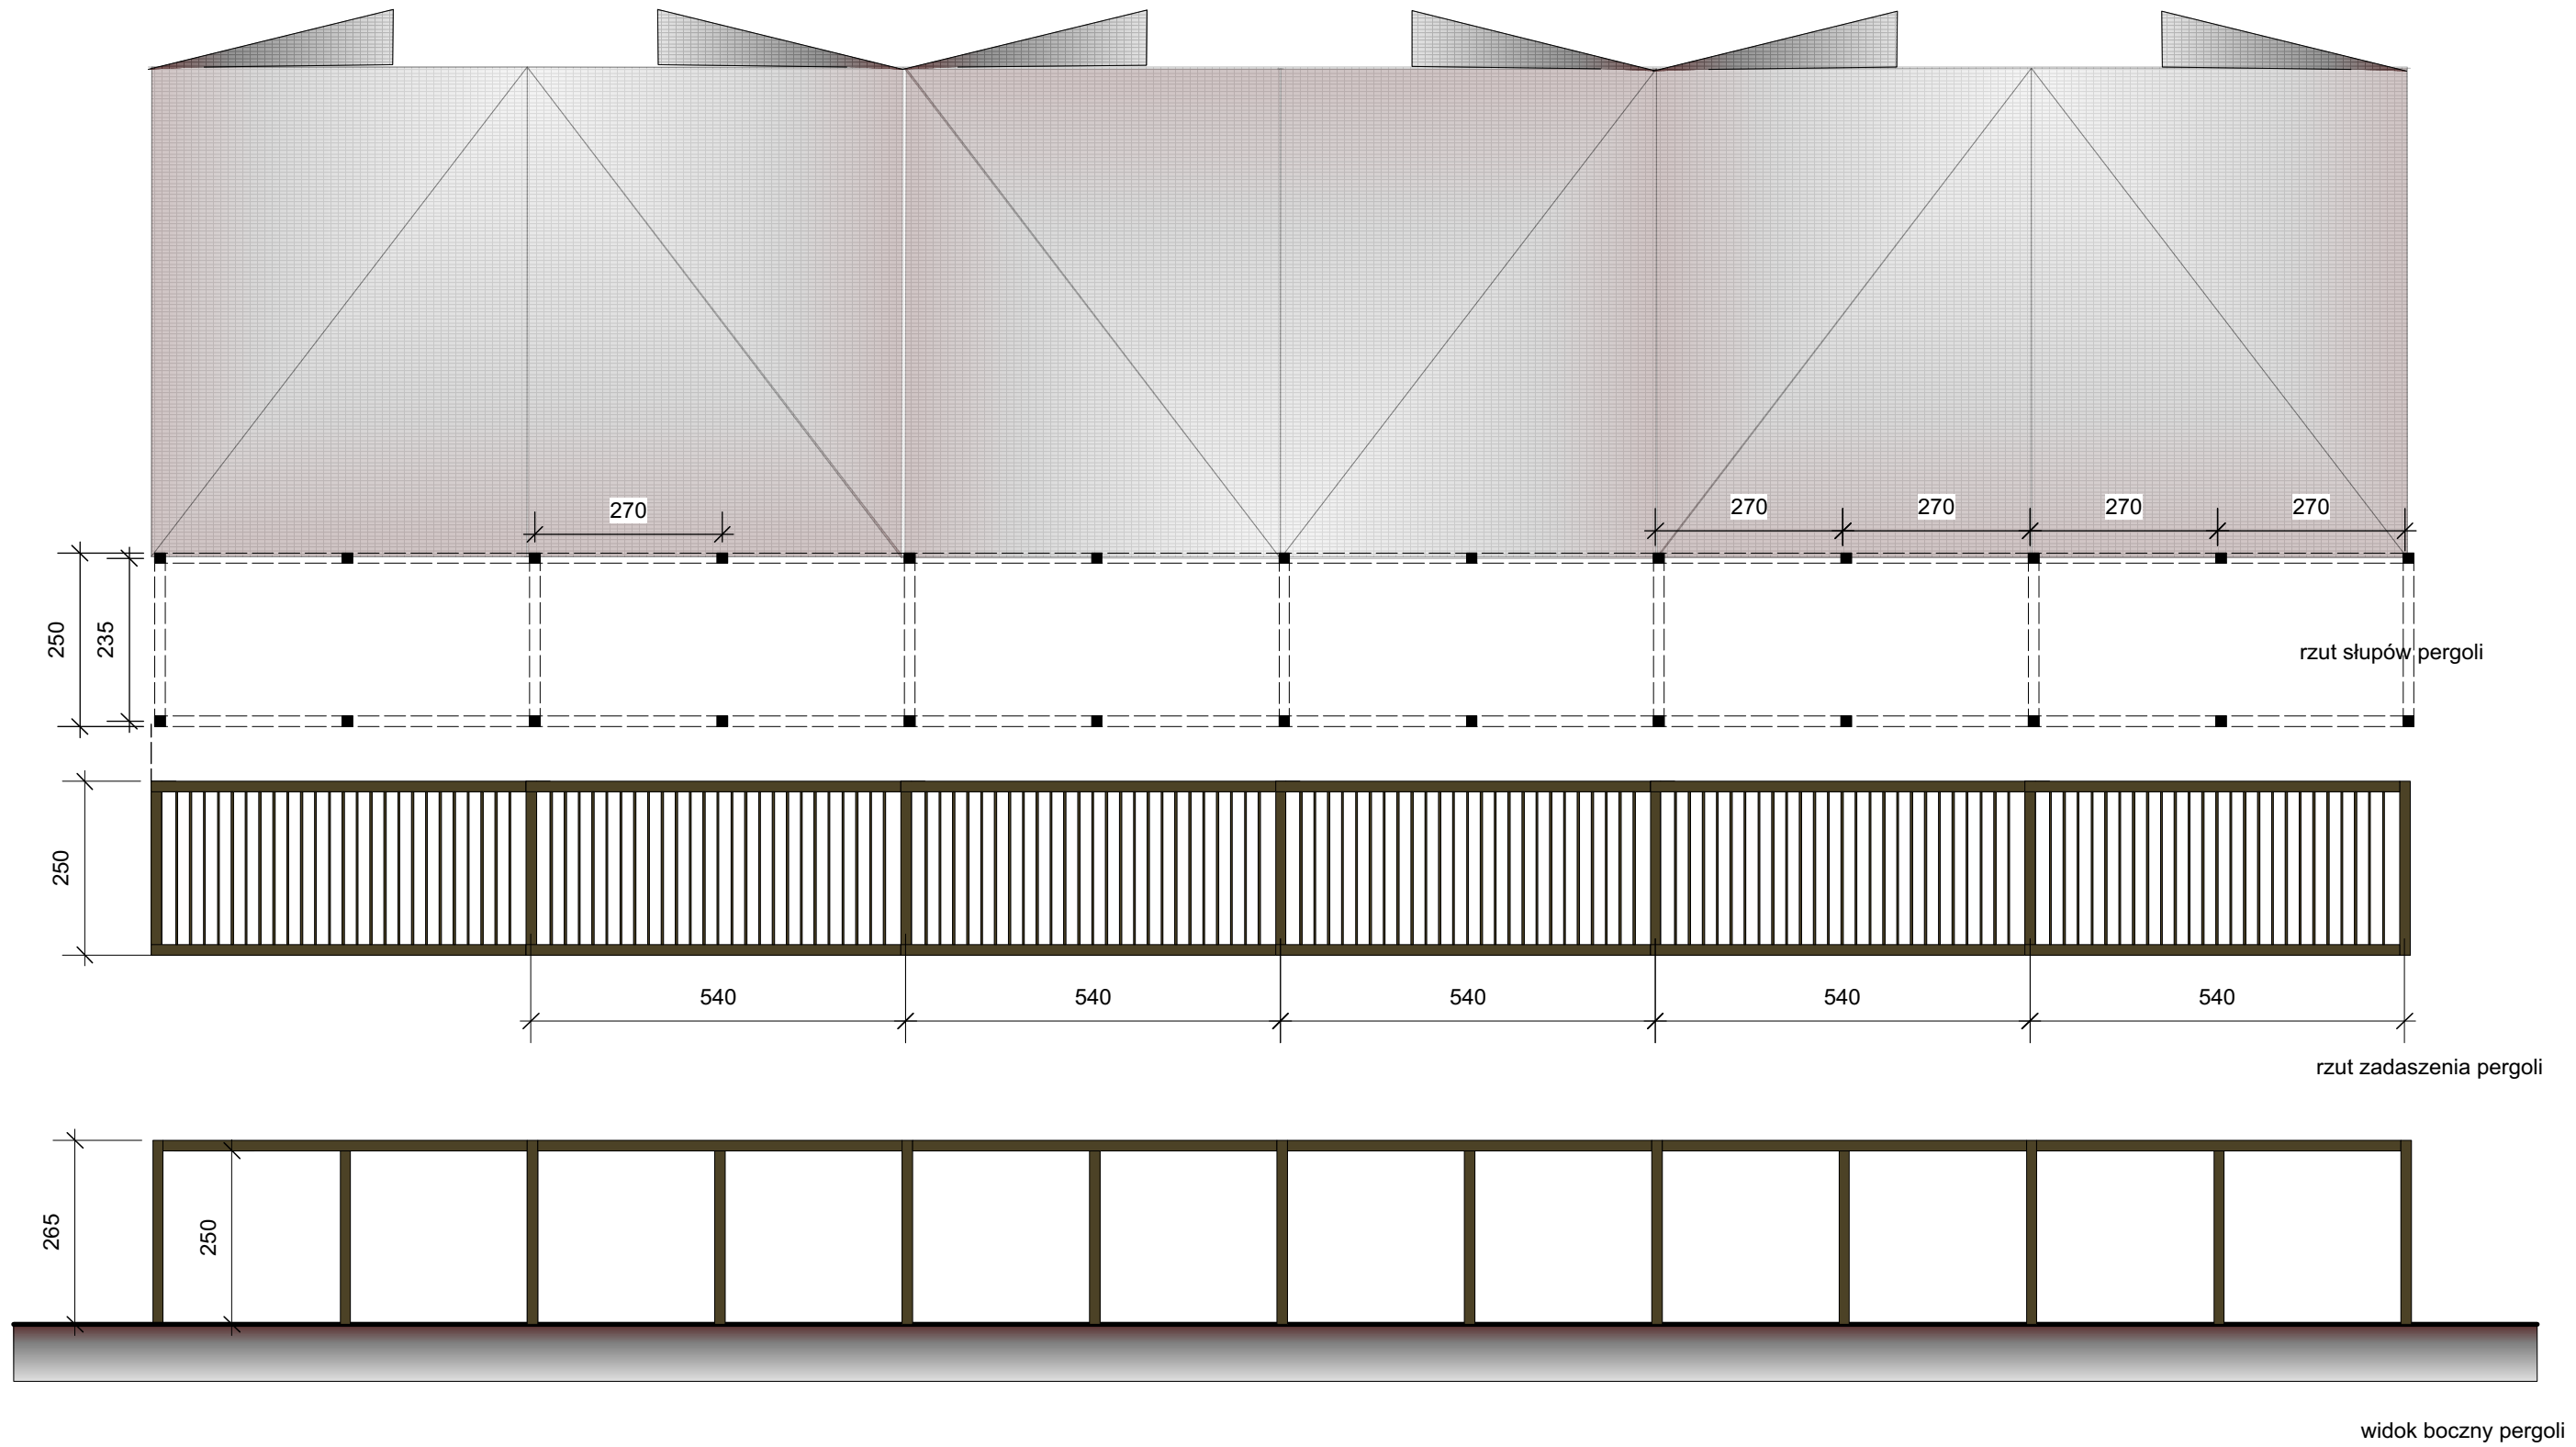 270
270 270 270 270
250
235
rzut słupów pergoli
250
540 540 540 540 540
rzut zadaszenia pergoli
265
250
widok boczny pergoli